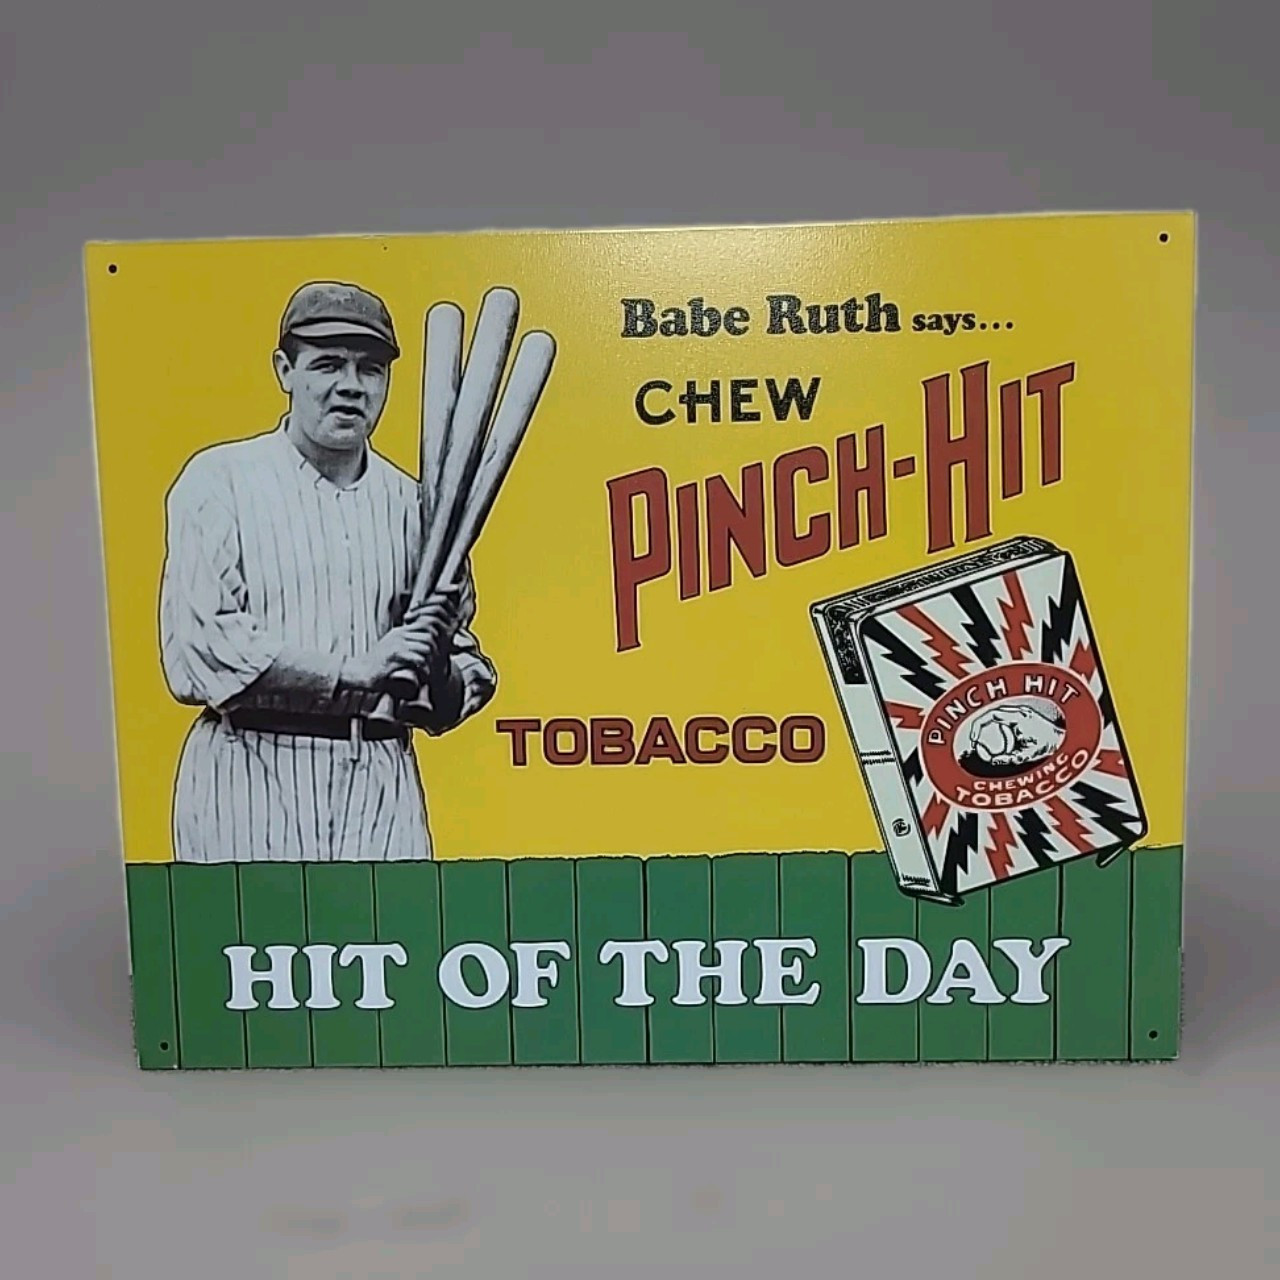 Babe Ruth says...
CHEW
PINCH-HIT
TOBACCO
PINCH HIT
CHEWING
TOBACCO
HIT OF THE DAY